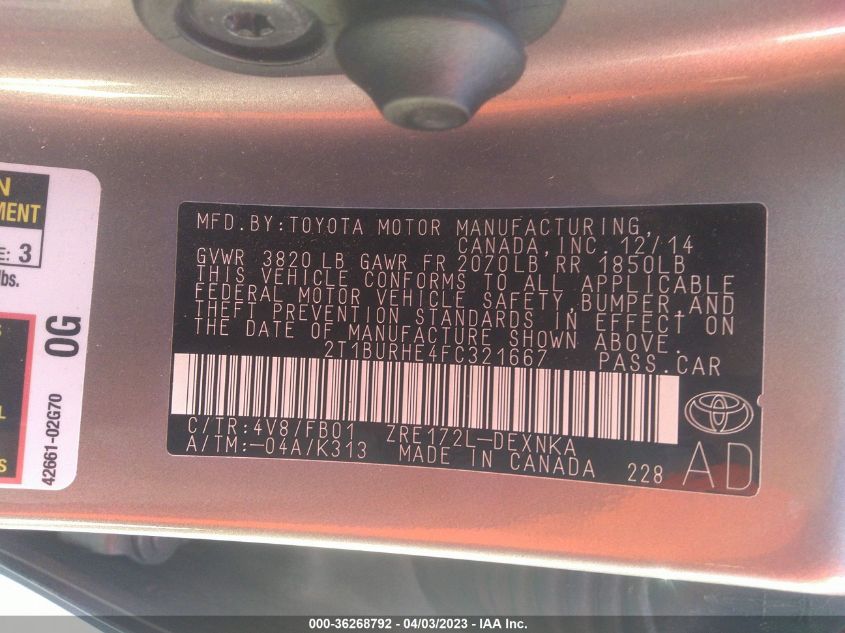 N
MENT
E: 3
lbs.
S
L
S
0G
42661-02G70
MFD.BY:TOYOTA MOTOR MANUFACTURING,
CANADA,INC. 12/14
GVWR 3820LB GAWR FR 2070LB RR 1850LB
THIS VEHICLE CONFORMS TO ALL APPLICABLE
FEDERAL MOTOR VEHICLE SAFETY,BUMPER,AND
THEFT PREVENTION STANDARDS IN EFFECT ON
THE DATE OF MANUFACTURE SHOWN ABOVE.
2T1BURHE4FC321667 PASS.CAR
C/TR:4V8/FB01 ZRE172L-DEXNKA
A/TM:-04A/K313 MADE IN CANADA 228
AD
000-36268792 - 04/03/2023 - IAA Inc.